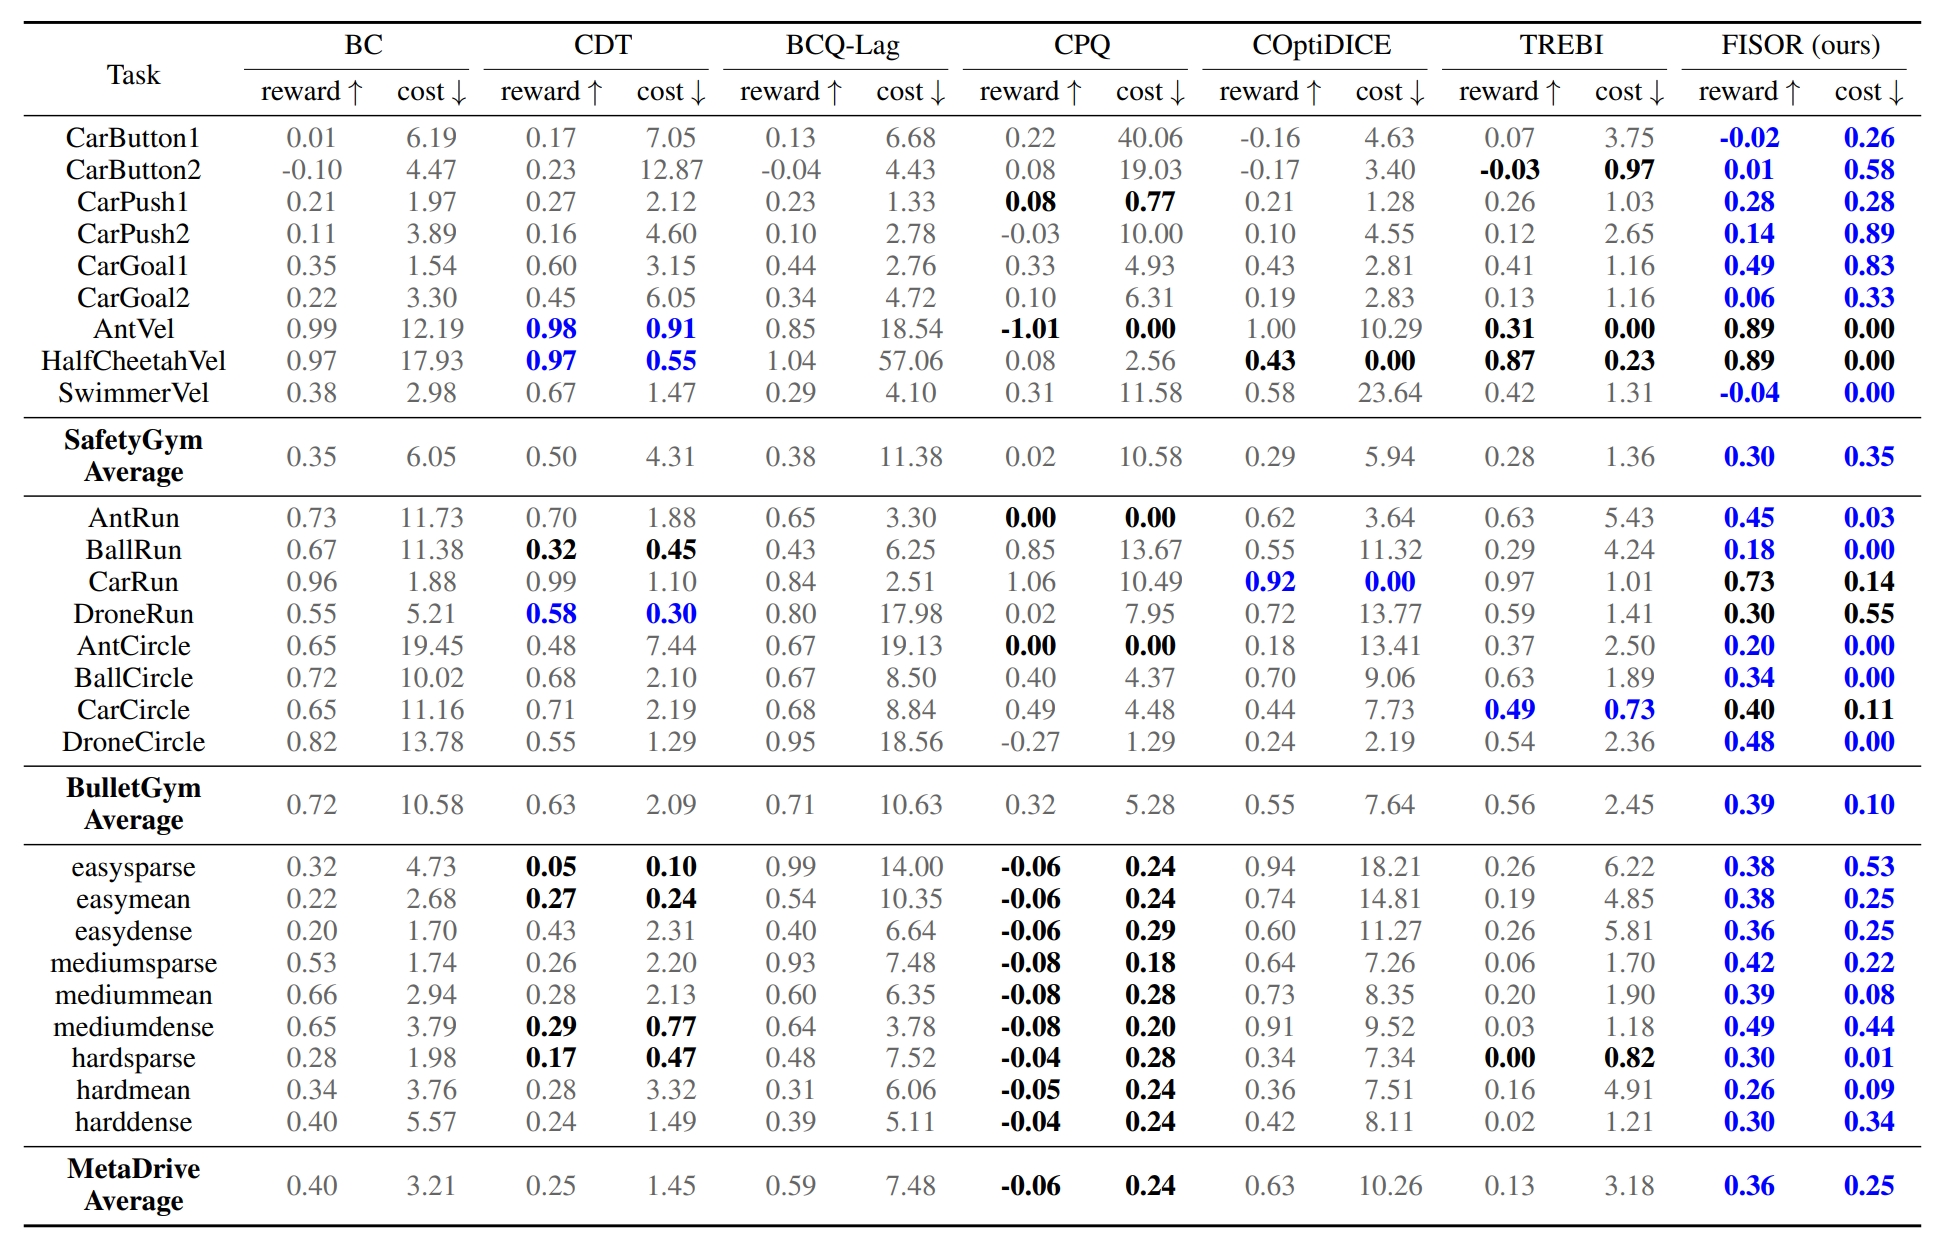 Task BC CDT BCQ-Lag CPQ COptiDICE TREBI FISOR (ours)
reward ↑ cost ↓ reward ↑ cost ↓ reward ↑ cost ↓ reward ↑ cost ↓ reward ↑ cost ↓ reward ↑ cost ↓ reward ↑ cost ↓
CarButton1 0.01 6.19 0.17 7.05 0.13 6.68 0.22 40.06 -0.16 4.63 0.07 3.75 -0.02 0.26
CarButton2 -0.10 4.47 0.23 12.87 -0.04 4.43 0.08 19.03 -0.17 3.40 -0.03 0.97 0.01 0.58
CarPush1 0.21 1.97 0.27 2.12 0.23 1.33 0.08 0.77 0.21 1.28 0.26 1.03 0.28 0.28
CarPush2 0.11 3.89 0.16 4.60 0.10 2.78 -0.03 10.00 0.10 4.55 0.12 2.65 0.14 0.89
CarGoal1 0.35 1.54 0.60 3.15 0.44 2.76 0.33 4.93 0.43 2.81 0.41 1.16 0.49 0.83
CarGoal2 0.22 3.30 0.45 6.05 0.34 4.72 0.10 6.31 0.19 2.83 0.13 1.16 0.06 0.33
AntVel 0.99 12.19 0.98 0.91 0.85 18.54 -1.01 0.00 1.00 10.29 0.31 0.00 0.89 0.00
HalfCheetahVel 0.97 17.93 0.97 0.55 1.04 57.06 0.08 2.56 0.43 0.00 0.87 0.23 0.89 0.00
SwimmerVel 0.38 2.98 0.67 1.47 0.29 4.10 0.31 11.58 0.58 23.64 0.42 1.31 -0.04 0.00
SafetyGym
Average 0.35 6.05 0.50 4.31 0.38 11.38 0.02 10.58 0.29 5.94 0.28 1.36 0.30 0.35
AntRun 0.73 11.73 0.70 1.88 0.65 3.30 0.00 0.00 0.62 3.64 0.63 5.43 0.45 0.03
BallRun 0.67 11.38 0.32 0.45 0.43 6.25 0.85 13.67 0.55 11.32 0.29 4.24 0.18 0.00
CarRun 0.96 1.88 0.99 1.10 0.84 2.51 1.06 10.49 0.92 0.00 0.97 1.01 0.73 0.14
DroneRun 0.55 5.21 0.58 0.30 0.80 17.98 0.02 7.95 0.72 13.77 0.59 1.41 0.30 0.55
AntCircle 0.65 19.45 0.48 7.44 0.67 19.13 0.00 0.00 0.18 13.41 0.37 2.50 0.20 0.00
BallCircle 0.72 10.02 0.68 2.10 0.67 8.50 0.40 4.37 0.70 9.06 0.63 1.89 0.34 0.00
CarCircle 0.65 11.16 0.71 2.19 0.68 8.84 0.49 4.48 0.44 7.73 0.49 0.73 0.40 0.11
DroneCircle 0.82 13.78 0.55 1.29 0.95 18.56 -0.27 1.29 0.24 2.19 0.54 2.36 0.48 0.00
BulletGym
Average 0.72 10.58 0.63 2.09 0.71 10.63 0.32 5.28 0.55 7.64 0.56 2.45 0.39 0.10
easysparse 0.32 4.73 0.05 0.10 0.99 14.00 -0.06 0.24 0.94 18.21 0.26 6.22 0.38 0.53
easymean 0.22 2.68 0.27 0.24 0.54 10.35 -0.06 0.24 0.74 14.81 0.19 4.85 0.38 0.25
easydense 0.20 1.70 0.43 2.31 0.40 6.64 -0.06 0.29 0.60 11.27 0.26 5.81 0.36 0.25
mediumsparse 0.53 1.74 0.26 2.20 0.93 7.48 -0.08 0.18 0.64 7.26 0.06 1.70 0.42 0.22
mediummean 0.66 2.94 0.28 2.13 0.60 6.35 -0.08 0.28 0.73 8.35 0.20 1.90 0.39 0.08
mediumdense 0.65 3.79 0.29 0.77 0.64 3.78 -0.08 0.20 0.91 9.52 0.03 1.18 0.49 0.44
hardsparse 0.28 1.98 0.17 0.47 0.48 7.52 -0.04 0.28 0.34 7.34 0.00 0.82 0.30 0.01
hardmean 0.34 3.76 0.28 3.32 0.31 6.06 -0.05 0.24 0.36 7.51 0.16 4.91 0.26 0.09
harddense 0.40 5.57 0.24 1.49 0.39 5.11 -0.04 0.24 0.42 8.11 0.02 1.21 0.30 0.34
MetaDrive
Average 0.40 3.21 0.25 1.45 0.59 7.48 -0.06 0.24 0.63 10.26 0.13 3.18 0.36 0.25